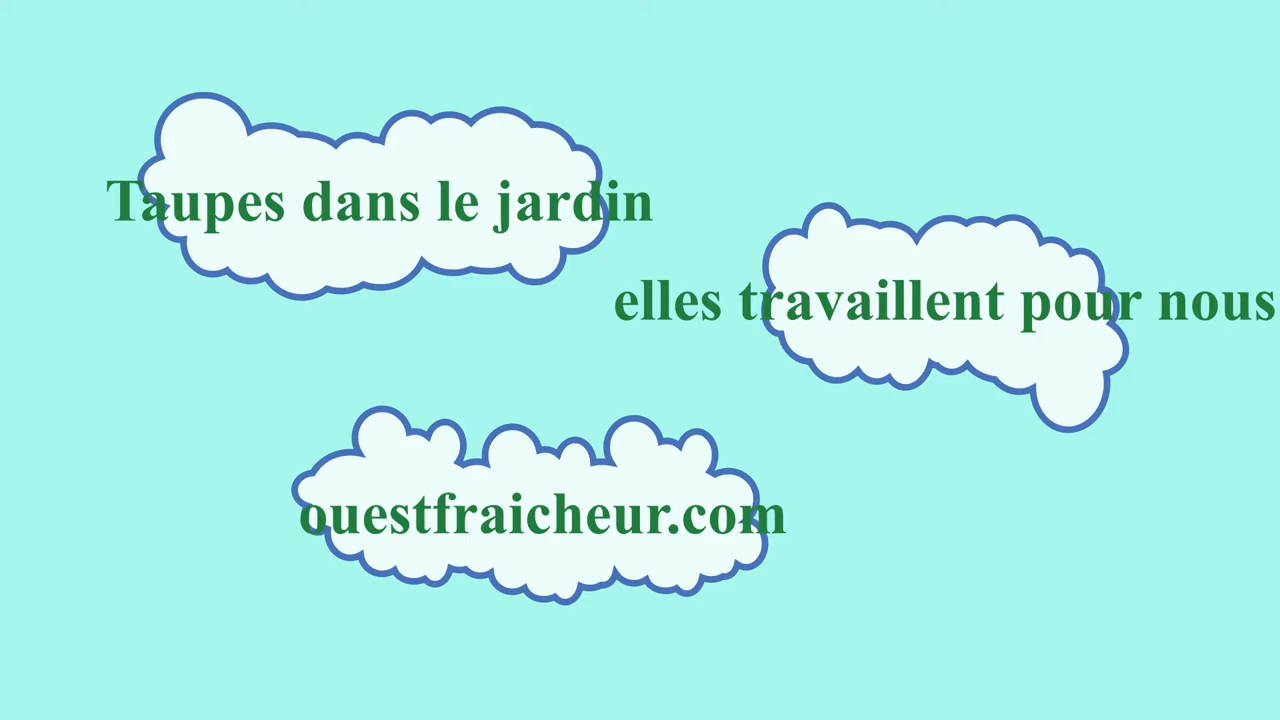 Taupes dans le jardin
elles travaillent pour nous
ouestfraicheur.com